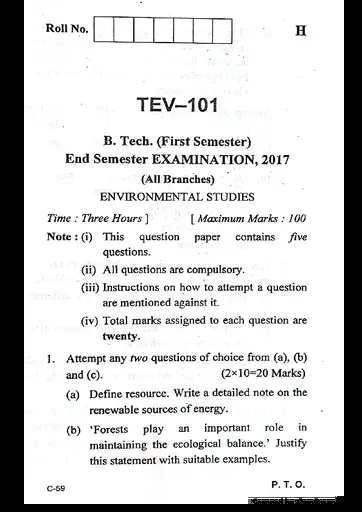 Roll No.
H
TEV–101
B. Tech. (First Semester)
End Semester EXAMINATION, 2017
(All Branches)
ENVIRONMENTAL STUDIES
Time : Three Hours ] [ Maximum Marks : 100
Note : (i) This question paper contains five
questions.
(ii) All questions are compulsory.
(iii) Instructions on how to attempt a question
are mentioned against it.
(iv) Total marks assigned to each question are
twenty.
1. Attempt any two questions of choice from (a), (b)
and (c). (2×10=20 Marks)
(a) Define resource. Write a detailed note on the
renewable sources of energy.
(b) ‘Forests play an important role in
maintaining the ecological balance.’ Justify
this statement with suitable examples.
C-59 P. T. O.